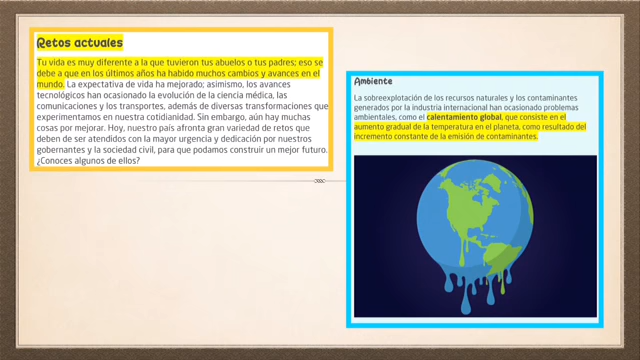 Retos actuales
Tu vida es muy diferente a la que tuvieron tus abuelos o tus padres; eso se
debe a que en los últimos años ha habido muchos cambios y avances en el
mundo. La expectativa de vida ha mejorado; asimismo, los avances
tecnológicos han ocasionado la evolución de la ciencia médica, las
comunicaciones y los transportes, además de diversas transformaciones que
experimentamos en nuestra cotidianidad. Sin embargo, aún hay muchas
cosas por mejorar. Hoy, nuestro país afronta gran variedad de retos que
deben de ser atendidos con la mayor urgencia y dedicación por nuestros
gobernantes y la sociedad civil, para que podamos construir un mejor futuro.
¿Conoces algunos de ellos?
Ambiente
La sobreexplotación de los recursos naturales y los contaminantes
generados por la industria internacional han ocasionado problemas
ambientales, como el calentamiento global, que consiste en el
aumento gradual de la temperatura en el planeta, como resultado del
incremento constante de la emisión de contaminantes.